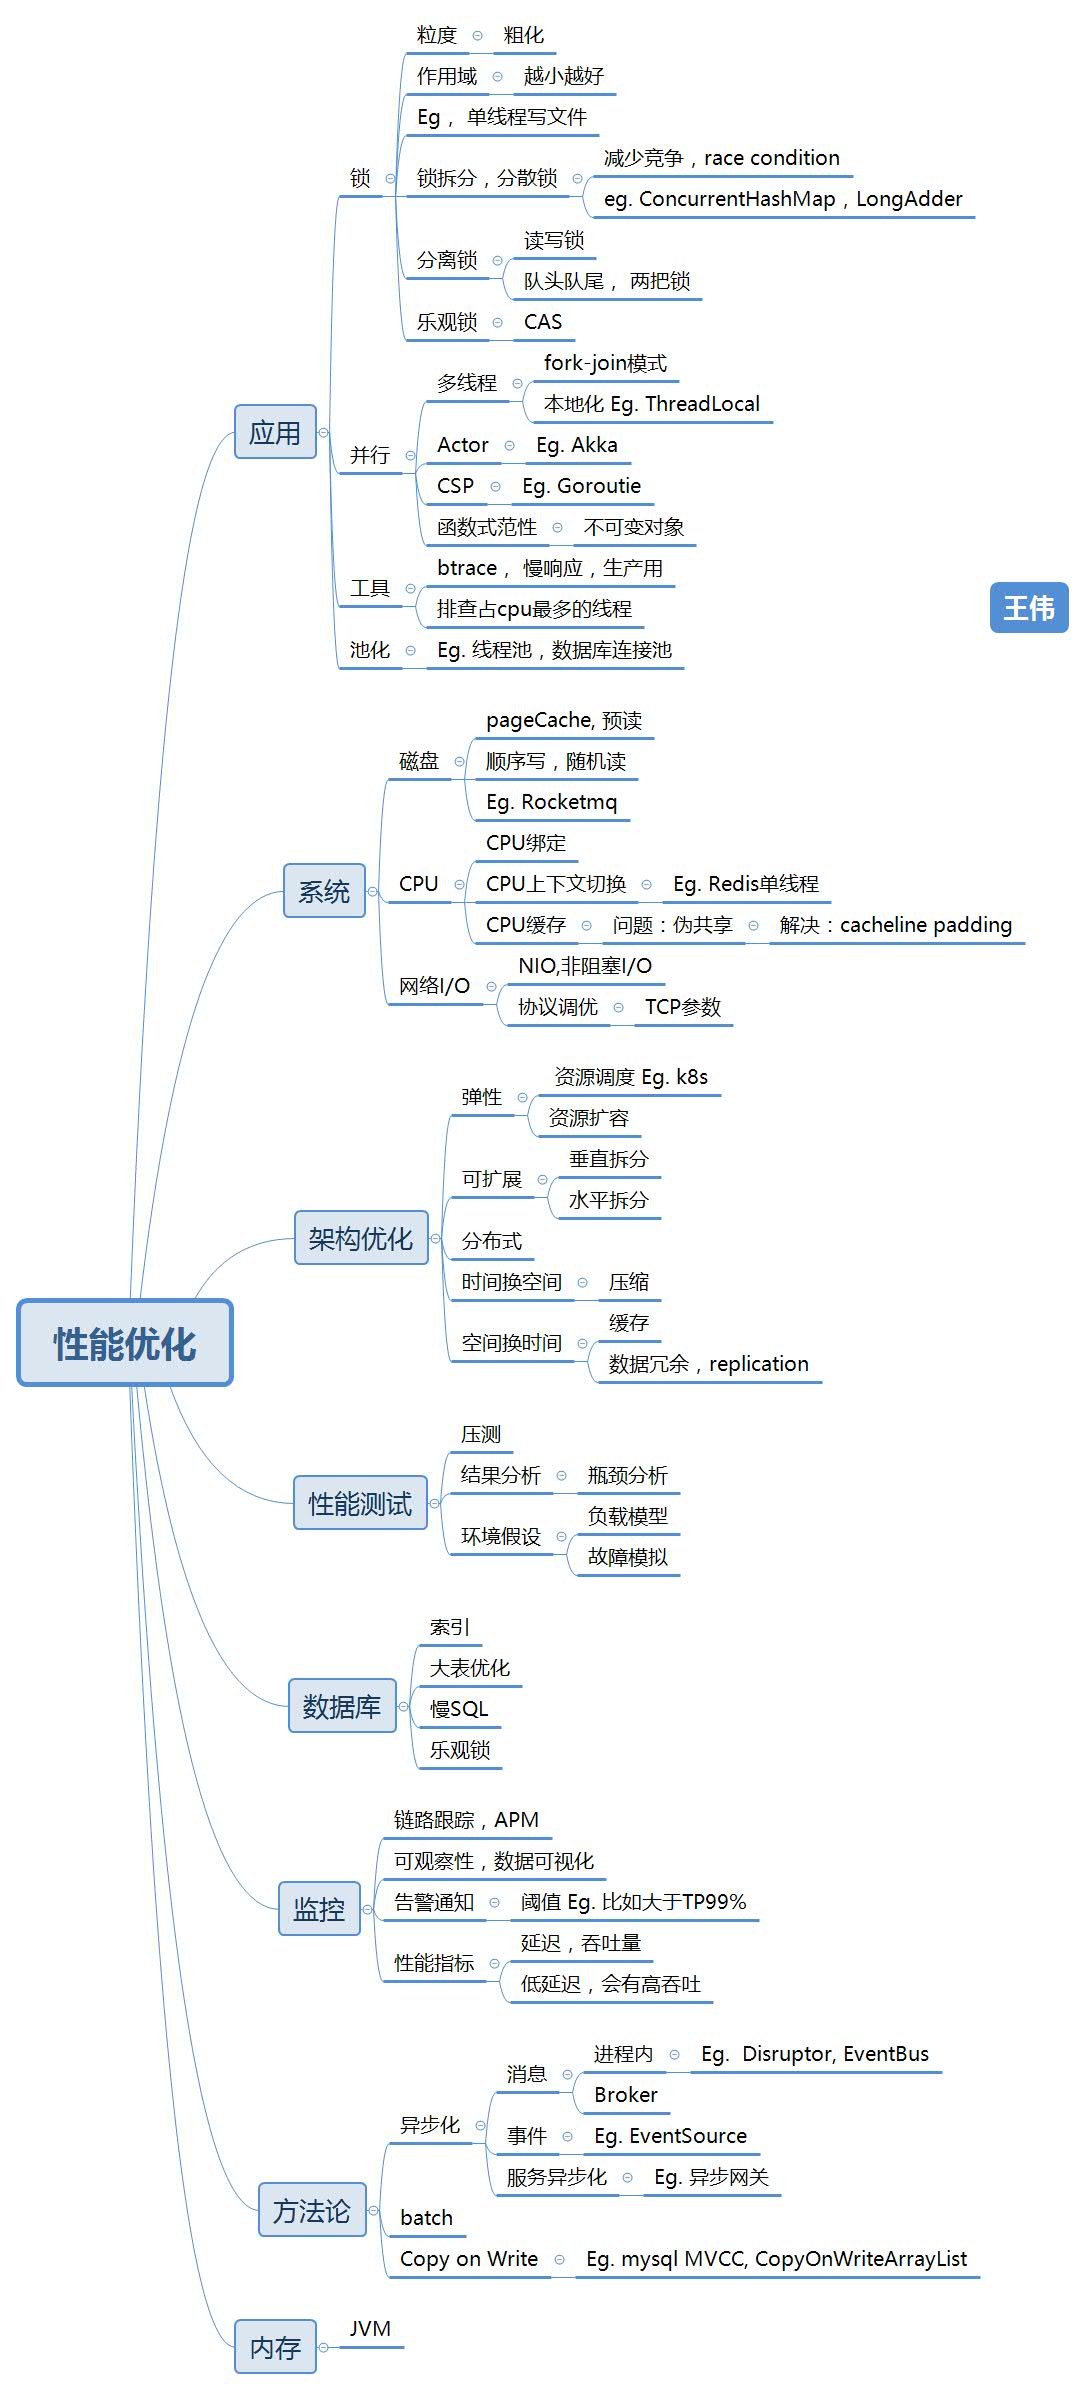 性能优化
应用
锁
粒度
粗化
作用域
越小越好
Eg， 单线程写文件
锁拆分，分散锁
减少竞争，race condition
eg. ConcurrentHashMap，LongAdder
分离锁
读写锁
队头队尾， 两把锁
乐观锁
CAS
并行
多线程
fork-join模式
本地化 Eg. ThreadLocal
Actor
Eg. Akka
CSP
Eg. Goroutie
函数式范性
不可变对象
工具
btrace， 慢响应，生产用
排查占cpu最多的线程
池化
Eg. 线程池，数据库连接池
王伟
系统
磁盘
pageCache, 预读
顺序写，随机读
Eg. Rocketmq
CPU
CPU绑定
CPU上下文切换
Eg. Redis单线程
CPU缓存
问题：伪共享
解决：cacheline padding
网络I/O
NIO,非阻塞I/O
协议调优
TCP参数
架构优化
弹性
资源调度 Eg. k8s
资源扩容
可扩展
垂直拆分
水平拆分
分布式
时间换空间
压缩
空间换时间
缓存
数据冗余，replication
性能测试
压测
结果分析
瓶颈分析
环境假设
负载模型
故障模拟
数据库
索引
大表优化
慢SQL
乐观锁
监控
链路跟踪，APM
可观察性，数据可视化
告警通知
阈值 Eg. 比如大于TP99%
性能指标
延迟，吞吐量
低延迟，会有高吞吐
方法论
异步化
消息
进程内
Eg.  Disruptor, EventBus
Broker
事件
Eg. EventSource
服务异步化
Eg. 异步网关
batch
Copy on Write
Eg. mysql MVCC, CopyOnWriteArrayList
内存
JVM